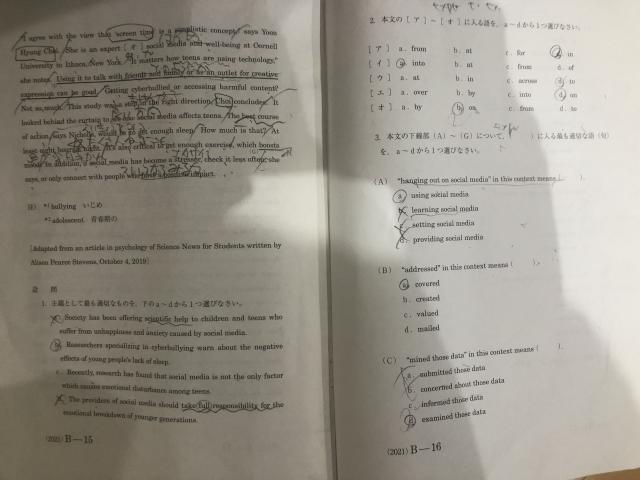 I agree with the view that 'screen time' is a simplistic concept, says Yoon
Hyung Choi. She is an expert [ オ ] social media and well-being at Cornell
University in Ithaca, New York. "It matters how teens are using technology,"
she notes. Using it to talk with friends and family or as an outlet for creative
expression can be good. Getting cyberbullied or accessing harmful content?
Not so much. This study was a step in the right direction, Choi concludes. It
looked behind the curtain to see how social media affects teens. The best course
of action, says Nicholls, would be to get enough sleep. How much is that? At
least eight hours a night. It's also critical to get enough exercise, which boosts
mood. In addition, if social media has become a stressor, check it less often, she
says, or only connect with people who have a positive impact.
注) *1 bullying いじめ
*2 adolescent 青春期の
[Adapted from an article in psychology of Science News for Students written by
Alison Pearce Stevens, October 4, 2019]
設 問
1. 主題として最も適切なものを、下の a~d から 1 つ選びなさい。
a. Society has been offering scientific help to children and teens who
suffer from unhappiness and anxiety caused by social media.
b. Researchers specializing in cyberbullying warn about the negative
effects of young people's lack of sleep.
c. Recently, research has found that social media is not the only factor
which causes emotional disturbance among teens.
d. The providers of social media should take full responsibility for the
emotional breakdown of younger generations.
(2021) B—15
2. 本文の [ ア ] ~ [ オ ] に入る語を、a~d から 1 つ選びなさい。
[ ア ] a. from b. at c. for d. in
[ イ ] a. into b. at c. from d. of
[ ウ ] a. at b. in c. across d. to
[ エ ] a. over b. by c. into d. on
[ オ ] a. by b. on c. from d. to
3. 本文の下線部 (A) ~ (G) について、( )に入る最も適切な語(句)
を、a~d から 1 つ選びなさい。
(A) "hanging out on social media" in this context means ( ).
a. using social media
b. learning social media
c. setting social media
d. providing social media
(B) "addressed" in this context means ( ).
a. covered
b. created
c. valued
d. mailed
(C) "mined those data" in this context means ( ).
a. submitted those data
b. concerted about those data
c. informed those data
d. examined those data
(2021) B—16